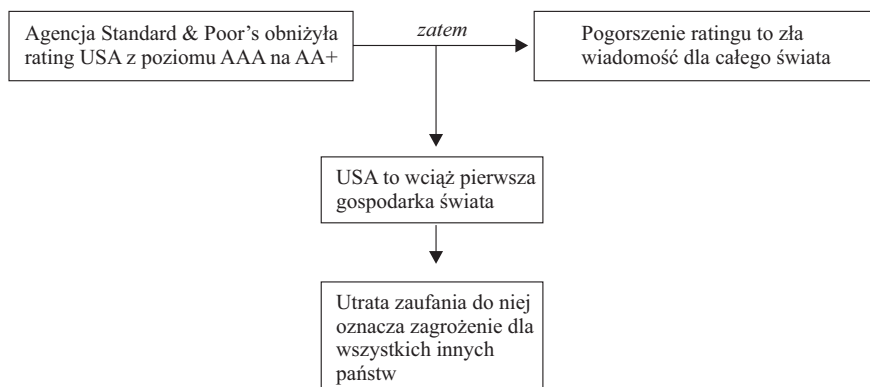 Agencja Standard & Poor's obniżyła
rating USA z poziomu AAA na AA+
zatem
Pogorszenie ratingu to zła
wiadomość dla całego świata
USA to wciąż pierwsza
gospodarka świata
Utrata zaufania do niej
oznacza zagrożenie dla
wszystkich innych
państw